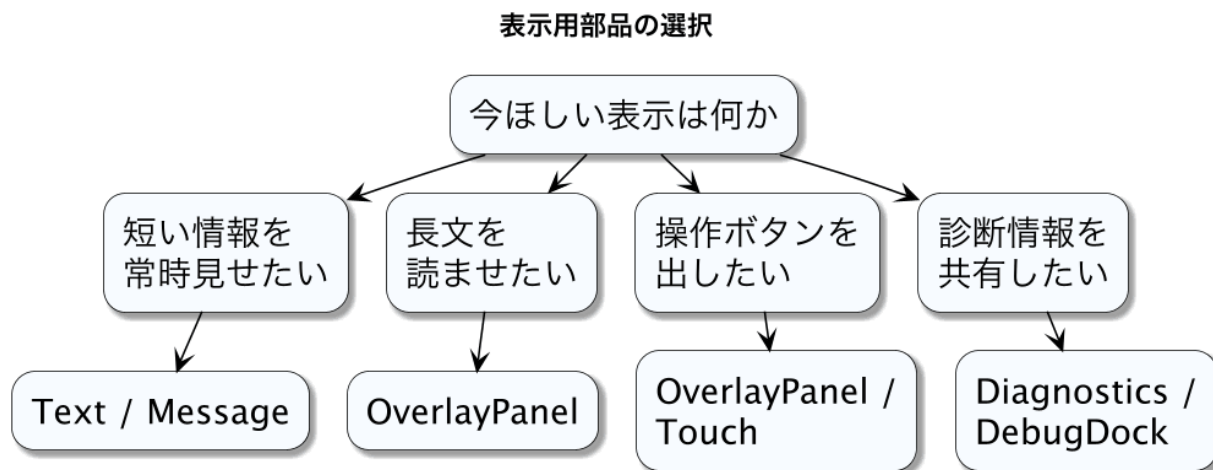 表示用部品の選択
今ほしい表示は何か
短い情報を
常時見せたい
長文を
読ませたい
操作ボタンを
出したい
診断情報を
共有したい
Text / Message
OverlayPanel
OverlayPanel /
Touch
Diagnostics /
DebugDock